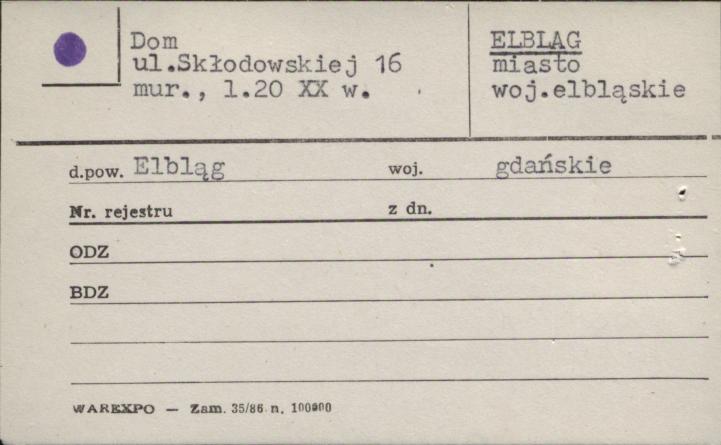 Dom
ul.Skłodowskiej 16
mur., l.20 XX w.
ELBLĄG
miasto
woj.elbląskie
d.pow. Elbląg woj. gdańskie
Nr. rejestru z dn.
ODZ
BDZ
WAREXPO — Zam. 35/86 n. 100000